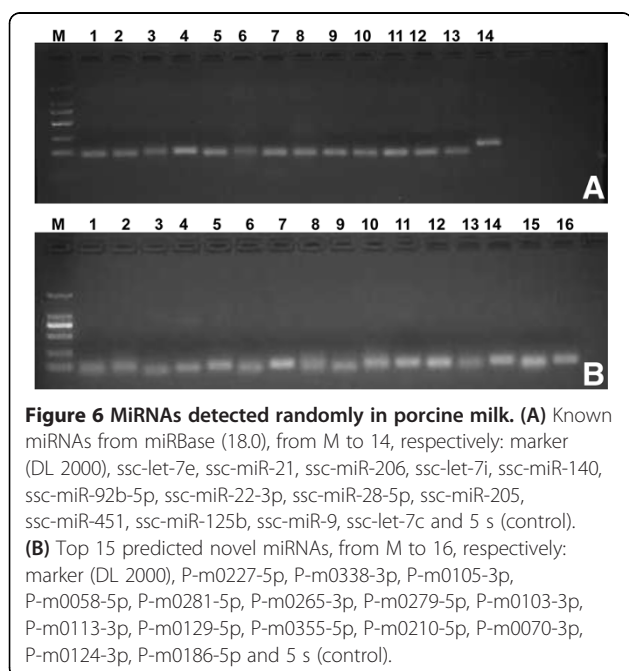 M 1 2 3 4 5 6 7 8 9 10 11 12 13 14
A
M 1 2 3 4 5 6 7 8 9 10 11 12 13 14 15 16
B
Figure 6 MiRNAs detected randomly in porcine milk. (A) Known
miRNAs from miRBase (18.0), from M to 14, respectively: marker
(DL 2000), ssc-let-7e, ssc-miR-21, ssc-miR-206, ssc-let-7i, ssc-miR-140,
ssc-miR-92b-5p, ssc-miR-22-3p, ssc-miR-28-5p, ssc-miR-205,
ssc-miR-451, ssc-miR-125b, ssc-miR-9, ssc-let-7c and 5 s (control).
(B) Top 15 predicted novel miRNAs, from M to 16, respectively:
marker (DL 2000), P-m0227-5p, P-m0338-3p, P-m0105-3p,
P-m0058-5p, P-m0281-5p, P-m0265-3p, P-m0279-5p, P-m0103-3p,
P-m0113-3p, P-m0129-5p, P-m0355-5p, P-m0210-5p, P-m0070-3p,
P-m0124-3p, P-m0186-5p and 5 s (control).